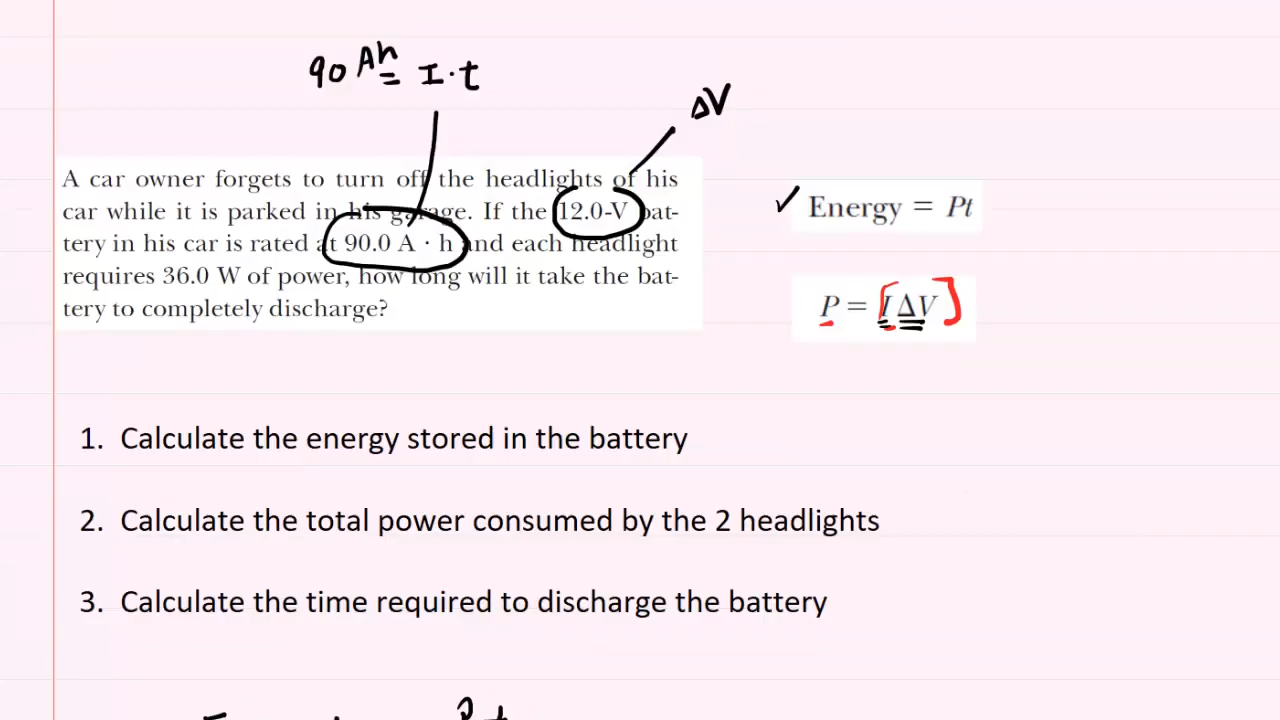 90 Ah = I·t
ΔV
A car owner forgets to turn off the headlights of his
car while it is parked in his garage. If the 12.0-V bat-
tery in his car is rated at 90.0 A · h and each headlight
requires 36.0 W of power, how long will it take the bat-
tery to completely discharge?
✓ Energy = Pt
P = [I ΔV]
1. Calculate the energy stored in the battery
2. Calculate the total power consumed by the 2 headlights
3. Calculate the time required to discharge the battery